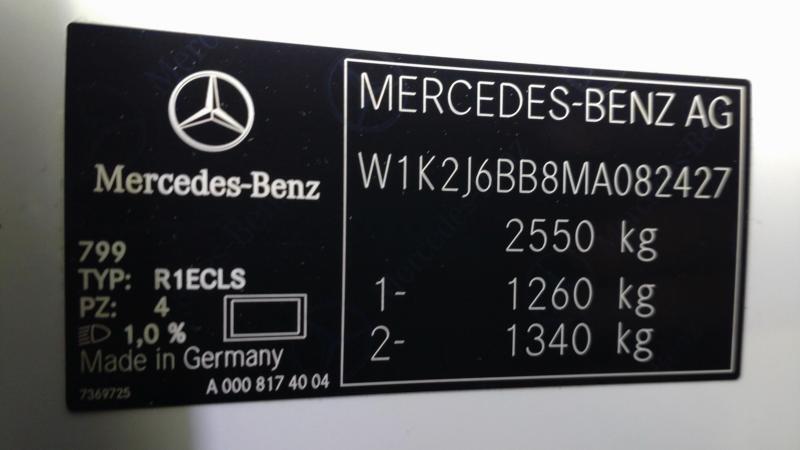 Mercedes-Benz
799
TYP: R1ECLS
PZ: 4
1,0 %
Made in Germany
7369725 A 000 817 40 04
MERCEDES-BENZ AG
W1K2J6BB8MA082427
2550 kg
1- 1260 kg
2- 1340 kg